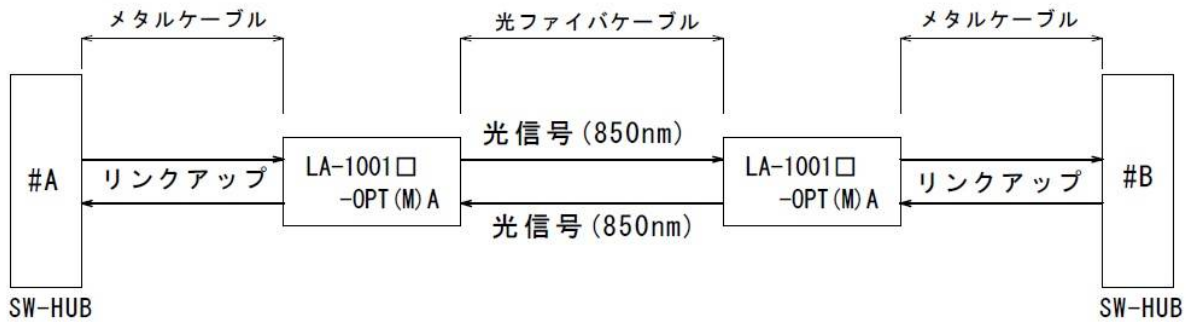 メタルケーブル
光ファイバケーブル
メタルケーブル
#A
リンクアップ
LA-1001□
-OPT(M)A
光信号(850nm)
光信号(850nm)
LA-1001□
-OPT(M)A
リンクアップ
#B
SW-HUB
SW-HUB